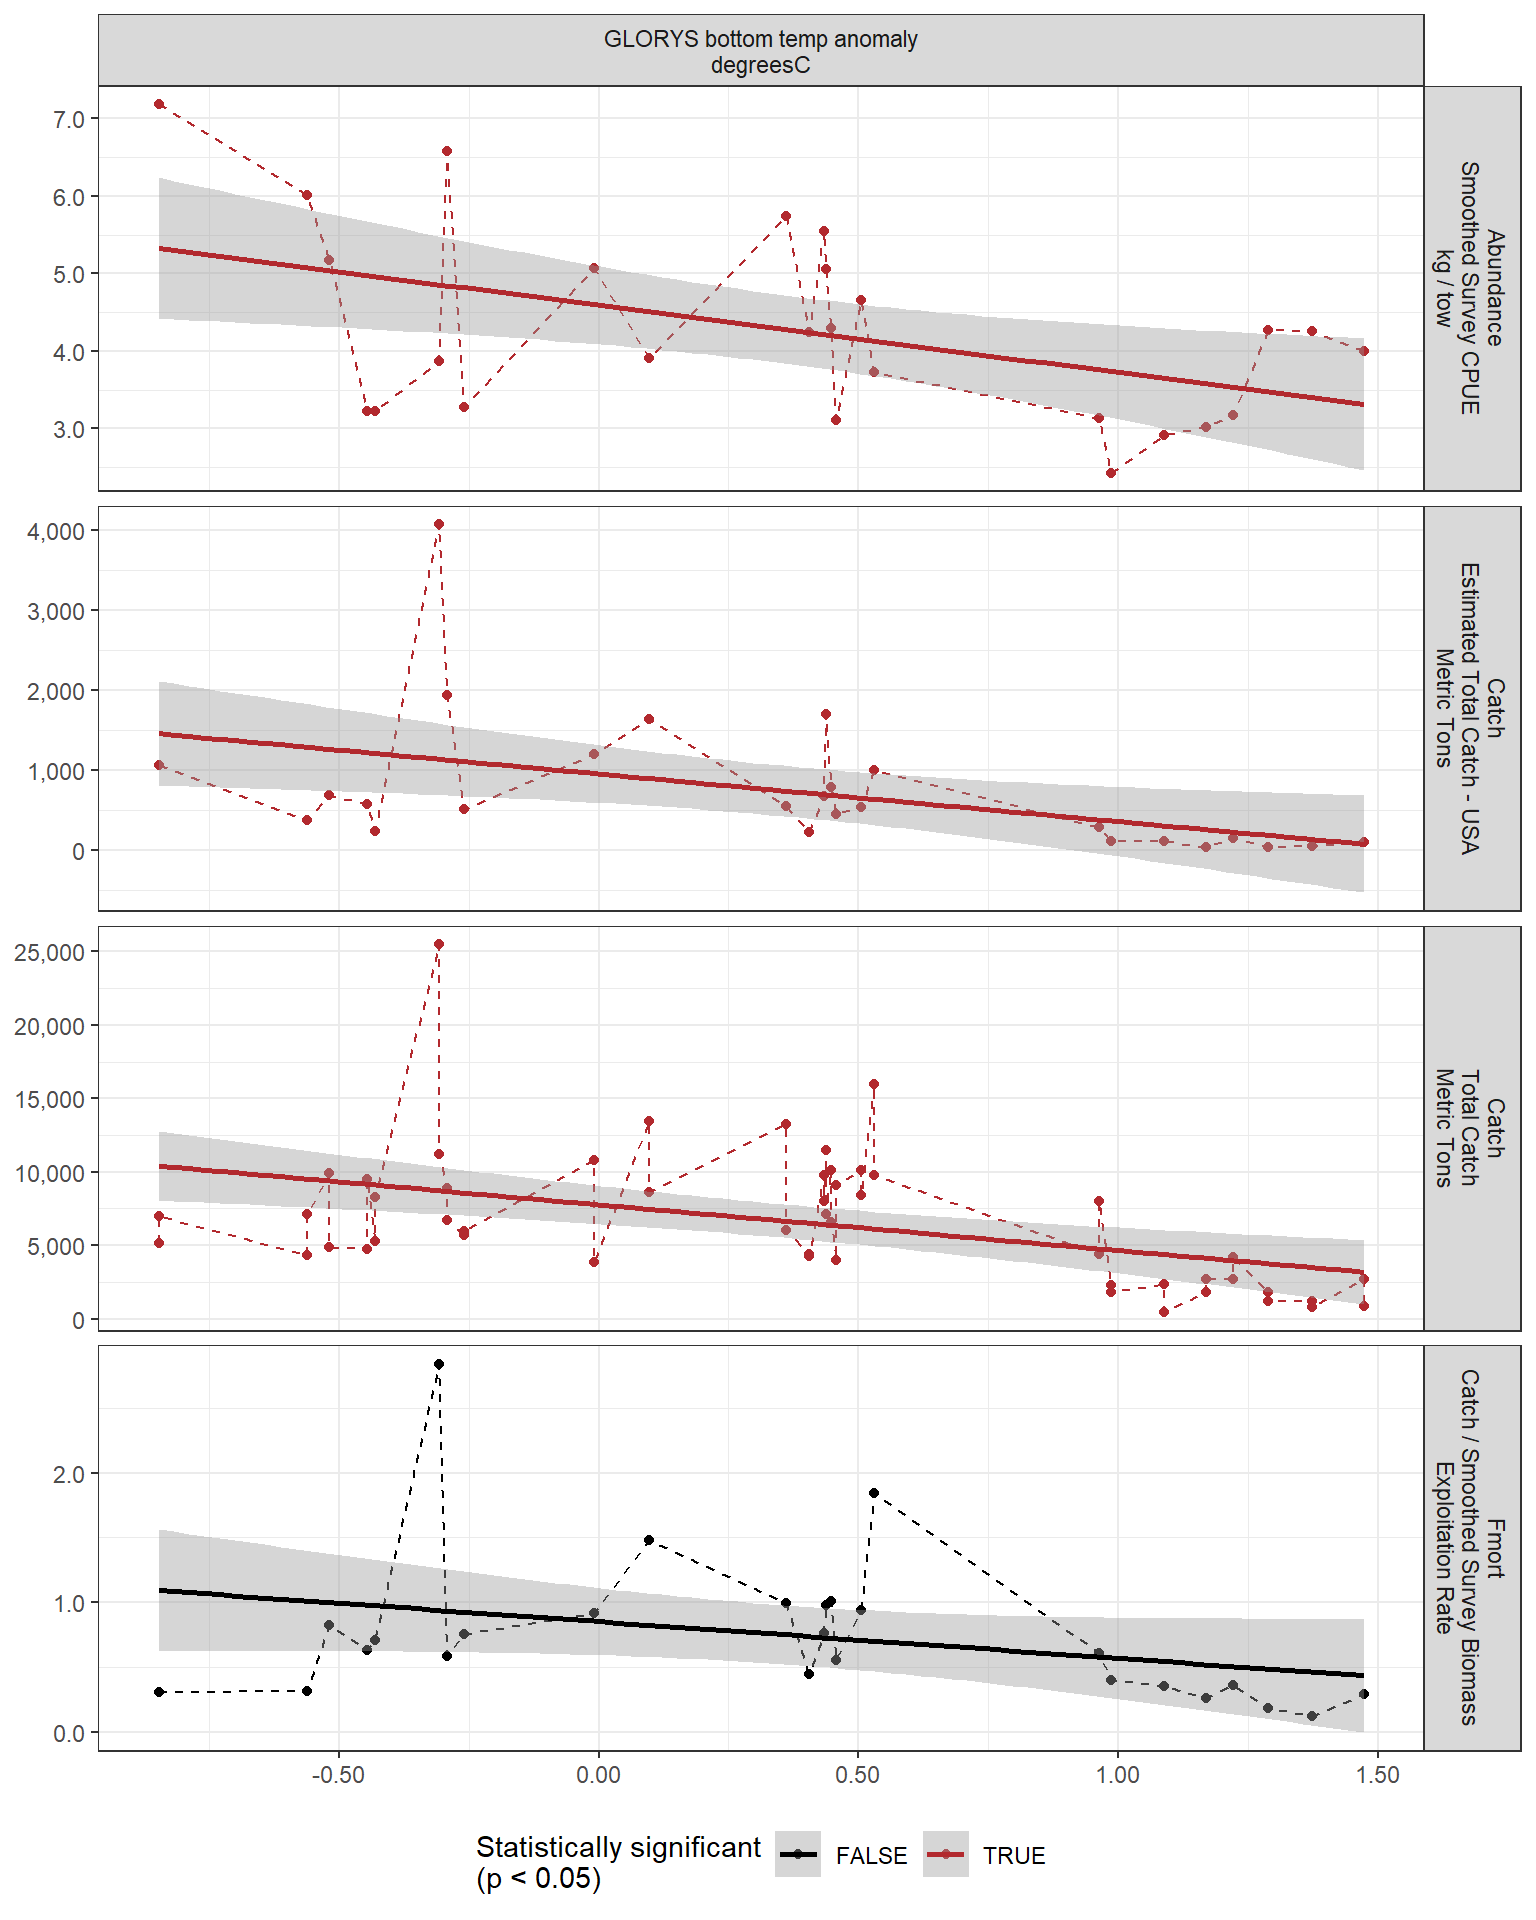 GLORYS bottom temp anomaly
degreesC
7.0
6.0
5.0
4.0
3.0
Abundance
Smoothed Survey CPUE
kg / tow
4,000
3,000
2,000
1,000
0
Catch
Estimated Total Catch - USA
Metric Tons
25,000
20,000
15,000
10,000
5,000
0
Catch
Total Catch
Metric Tons
2.0
1.0
0.0
Fmort
Catch / Smoothed Survey Biomass
Exploitation Rate
-0.50 0.00 0.50 1.00 1.50
Statistically significant
(p < 0.05)
FALSE TRUE